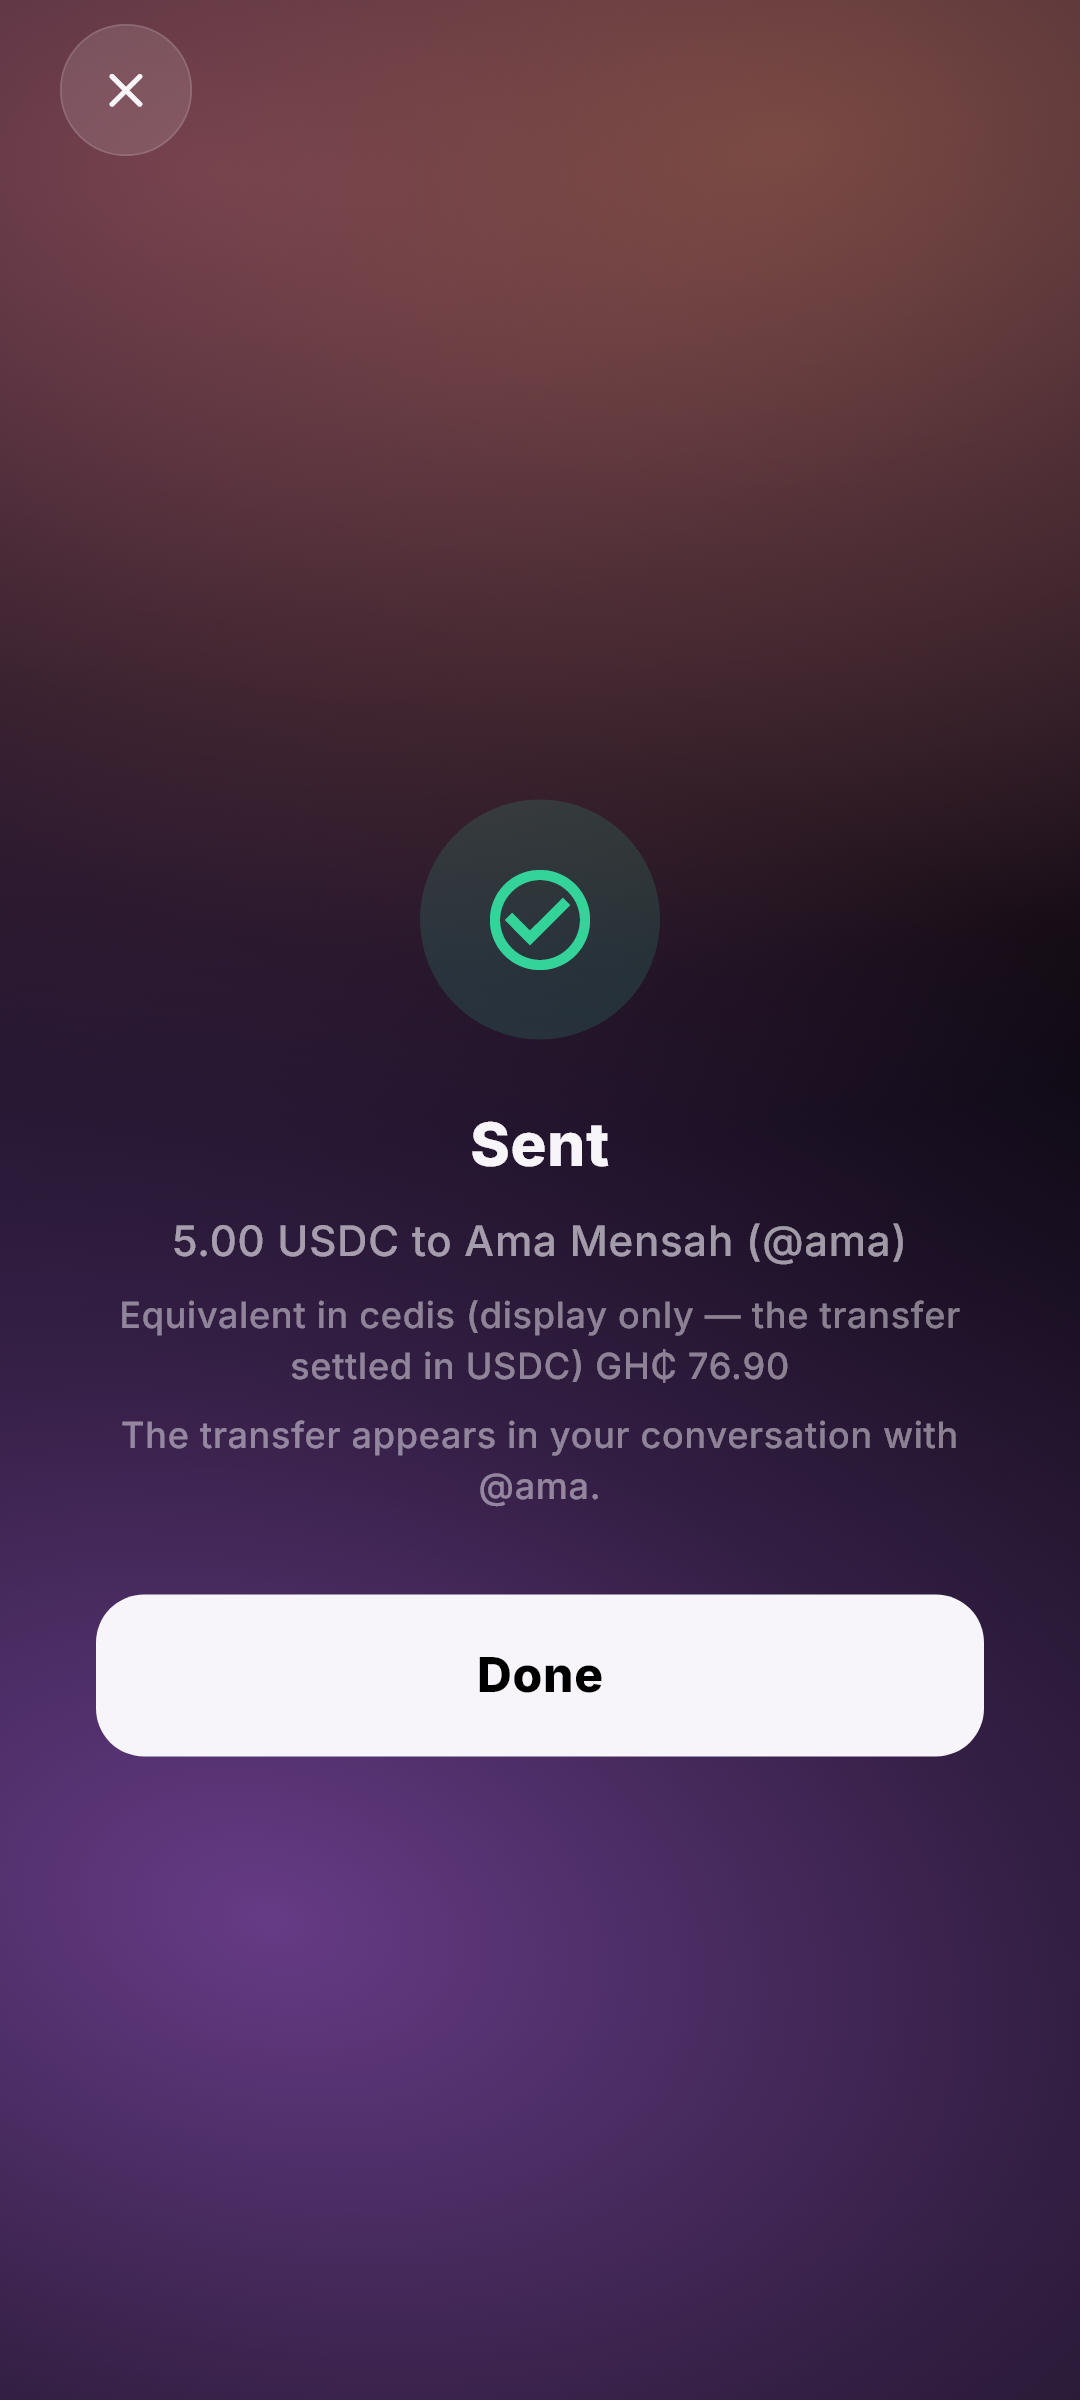 Sent
5.00 USDC to Ama Mensah (@ama)
Equivalent in cedis (display only — the transfer
settled in USDC) GH₵ 76.90
The transfer appears in your conversation with
@ama.
Done